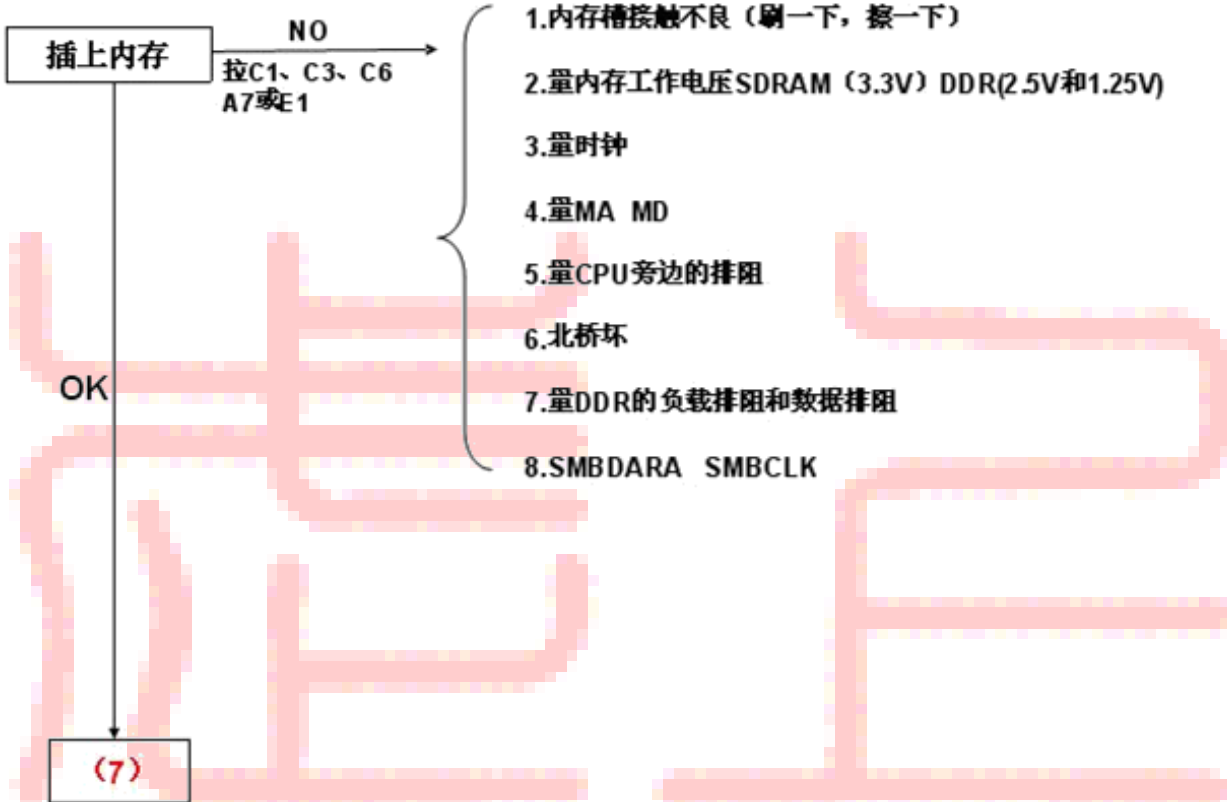 插上内存
NO
拉C1、C3、C6
A7或E1
1.内存槽接触不良（刷一下，擦一下）
2.量内存工作电压SDRAM（3.3V）DDR(2.5V和1.25V)
3.量时钟
4.量MA MD
5.量CPU旁边的排阻
6.北桥坏
7.量DDR的负载排阻和数据排阻
8.SMBDARA SMBCLK
OK
（7）